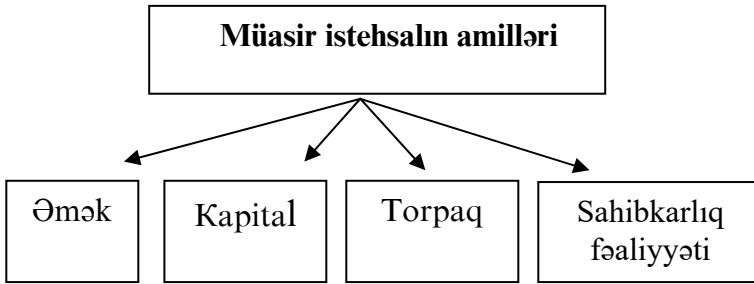 Müasir istehsalın amilləri
Əmək
Kapital
Torpaq
Sahibkarlıq
fəaliyyəti